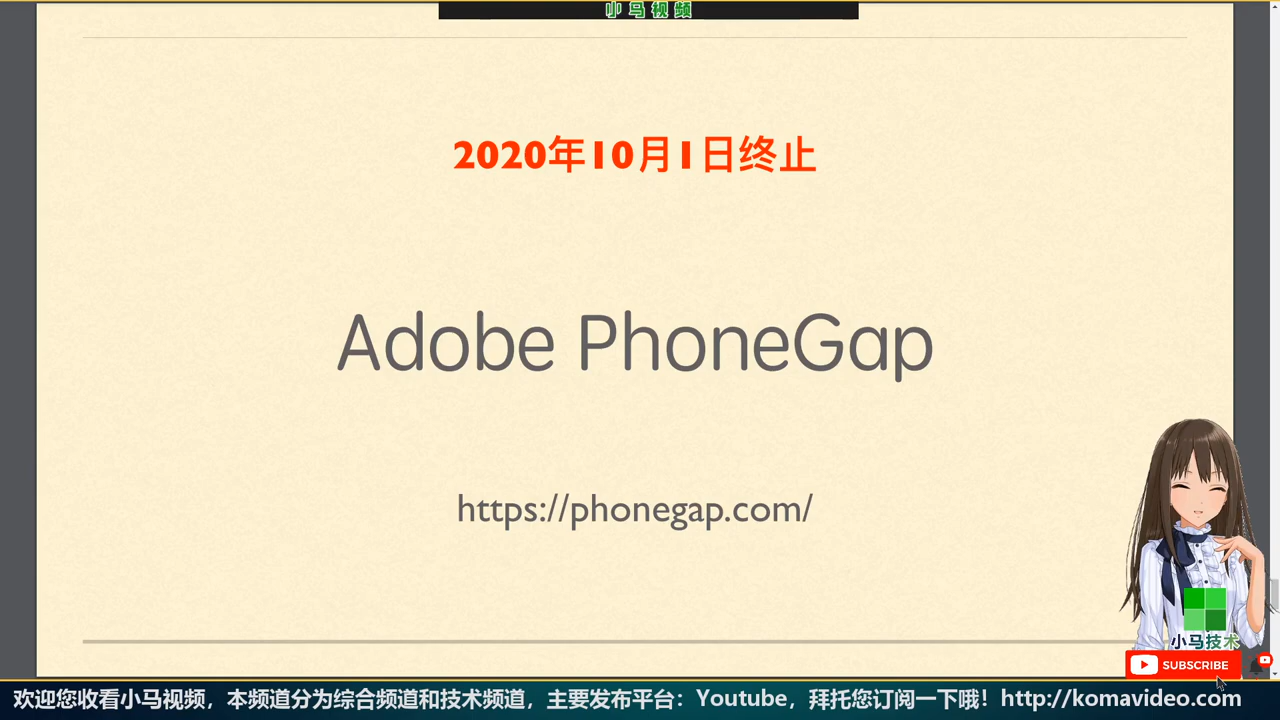 小马视频
2020年10月1日终止
Adobe PhoneGap
https://phonegap.com/
小马技术
SUBSCRIBE
欢迎您收看小马视频，本频道分为综合频道和技术频道，主要发布平台：Youtube，拜托您订阅一下哦！http://komavideo.com